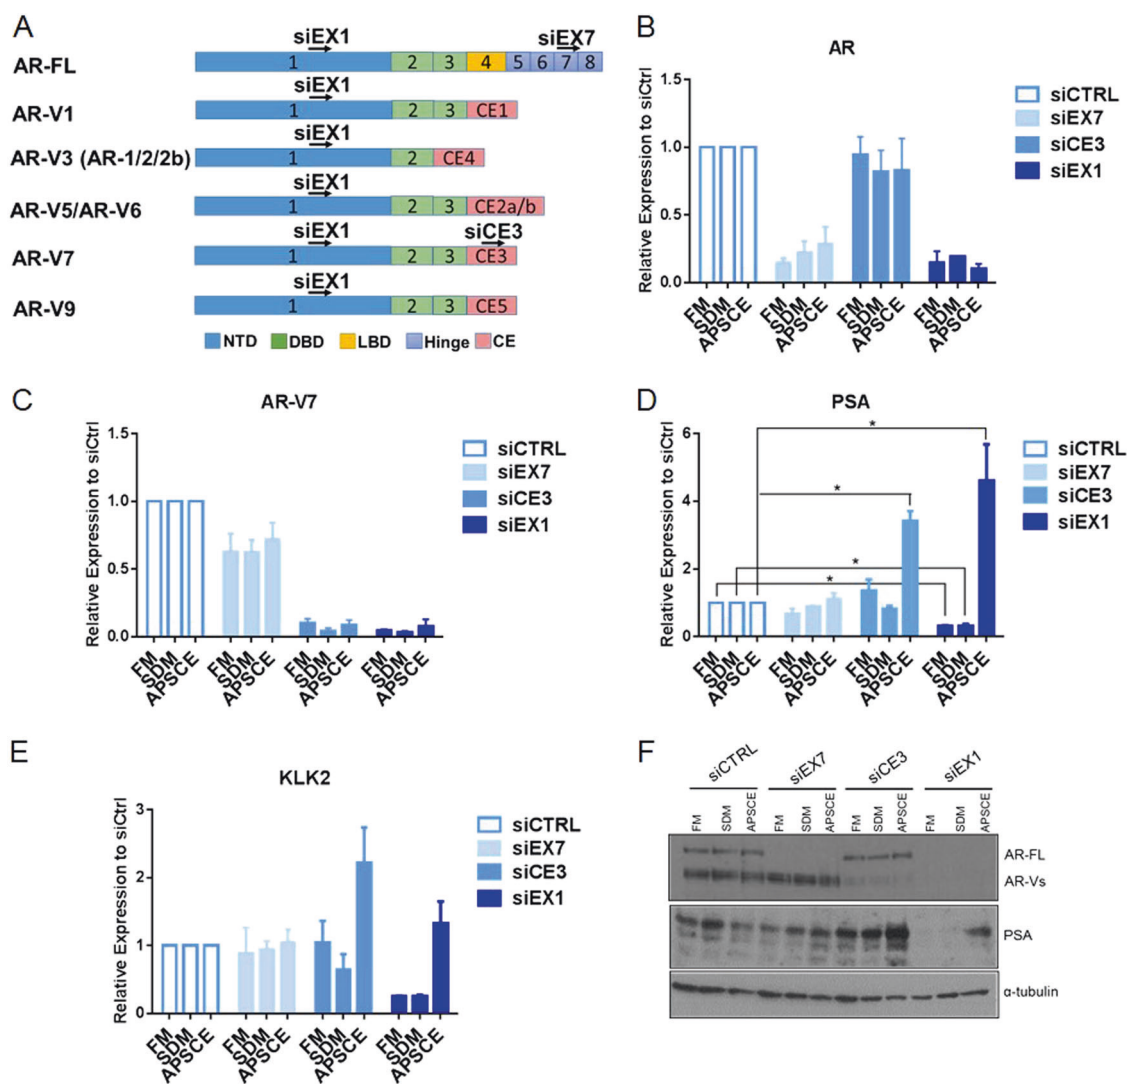 A
siEX1 siEX7
AR-FL 1 2 3 4 5 6 7 8
siEX1
AR-V1 1 2 3 CE1
siEX1
AR-V3 (AR-1/2/2b) 1 2 CE4
siEX1
AR-V5/AR-V6 1 2 3 CE2a/b
siEX1 siCE3
AR-V7 1 2 3 CE3
siEX1
AR-V9 1 2 3 CE5
NTD DBD LBD Hinge CE
B
AR
Relative Expression to siCtrl
1.5
1.0
0.5
0.0
FM SDM APSCE FM SDM APSCE FM SDM APSCE FM SDM APSCE
siCTRL
siEX7
siCE3
siEX1
C
AR-V7
Relative Expression to siCtrl
1.5
1.0
0.5
0.0
FM SDM APSCE FM SDM APSCE FM SDM APSCE FM SDM APSCE
siCTRL
siEX7
siCE3
siEX1
D
PSA
Relative Expression to siCtrl
6
4
2
0
*
*
*
*
FM SDM APSCE FM SDM APSCE FM SDM APSCE FM SDM APSCE
siCTRL
siEX7
siCE3
siEX1
E
KLK2
Relative Expression to siCtrl
3
2
1
0
FM SDM APSCE FM SDM APSCE FM SDM APSCE FM SDM APSCE
siCTRL
siEX7
siCE3
siEX1
F
siCTRL siEX7 siCE3 siEX1
FM SDM APSCE FM SDM APSCE FM SDM APSCE FM SDM APSCE
AR-FL
AR-Vs
PSA
α-tubulin